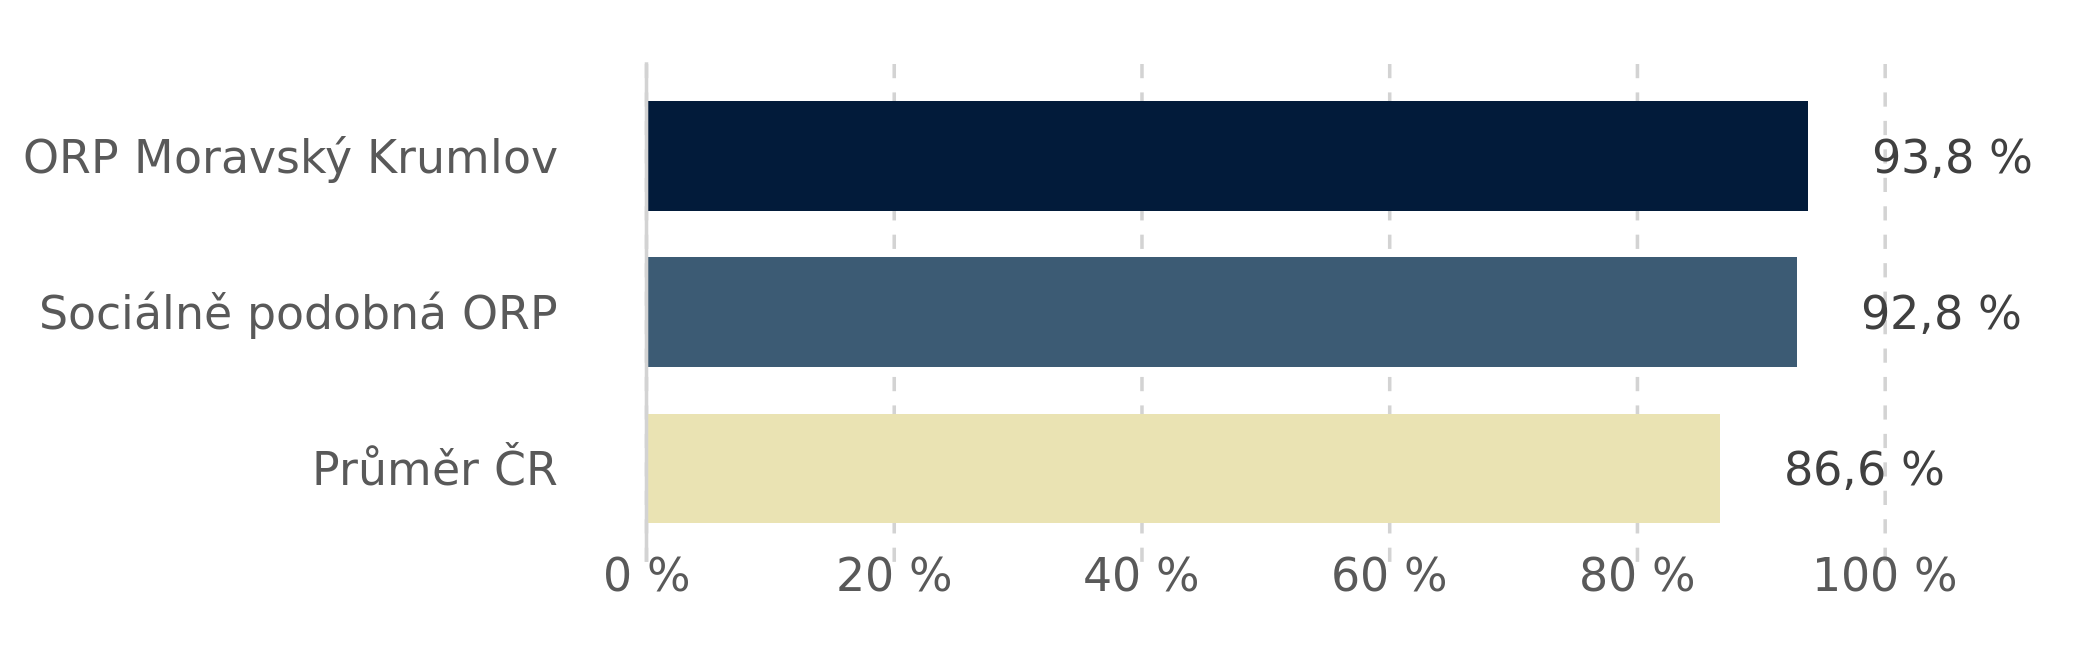 ORP Moravský Krumlov 93,8 %
Sociálně podobná ORP 92,8 %
Průměr ČR 86,6 %
0 % 20 % 40 % 60 % 80 % 100 %